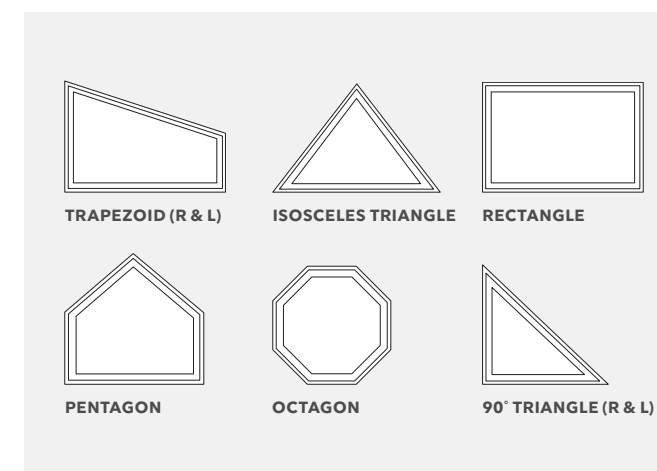 TRAPEZOID (R & L)
ISOSCELES TRIANGLE
RECTANGLE
PENTAGON
OCTAGON
90° TRIANGLE (R & L)